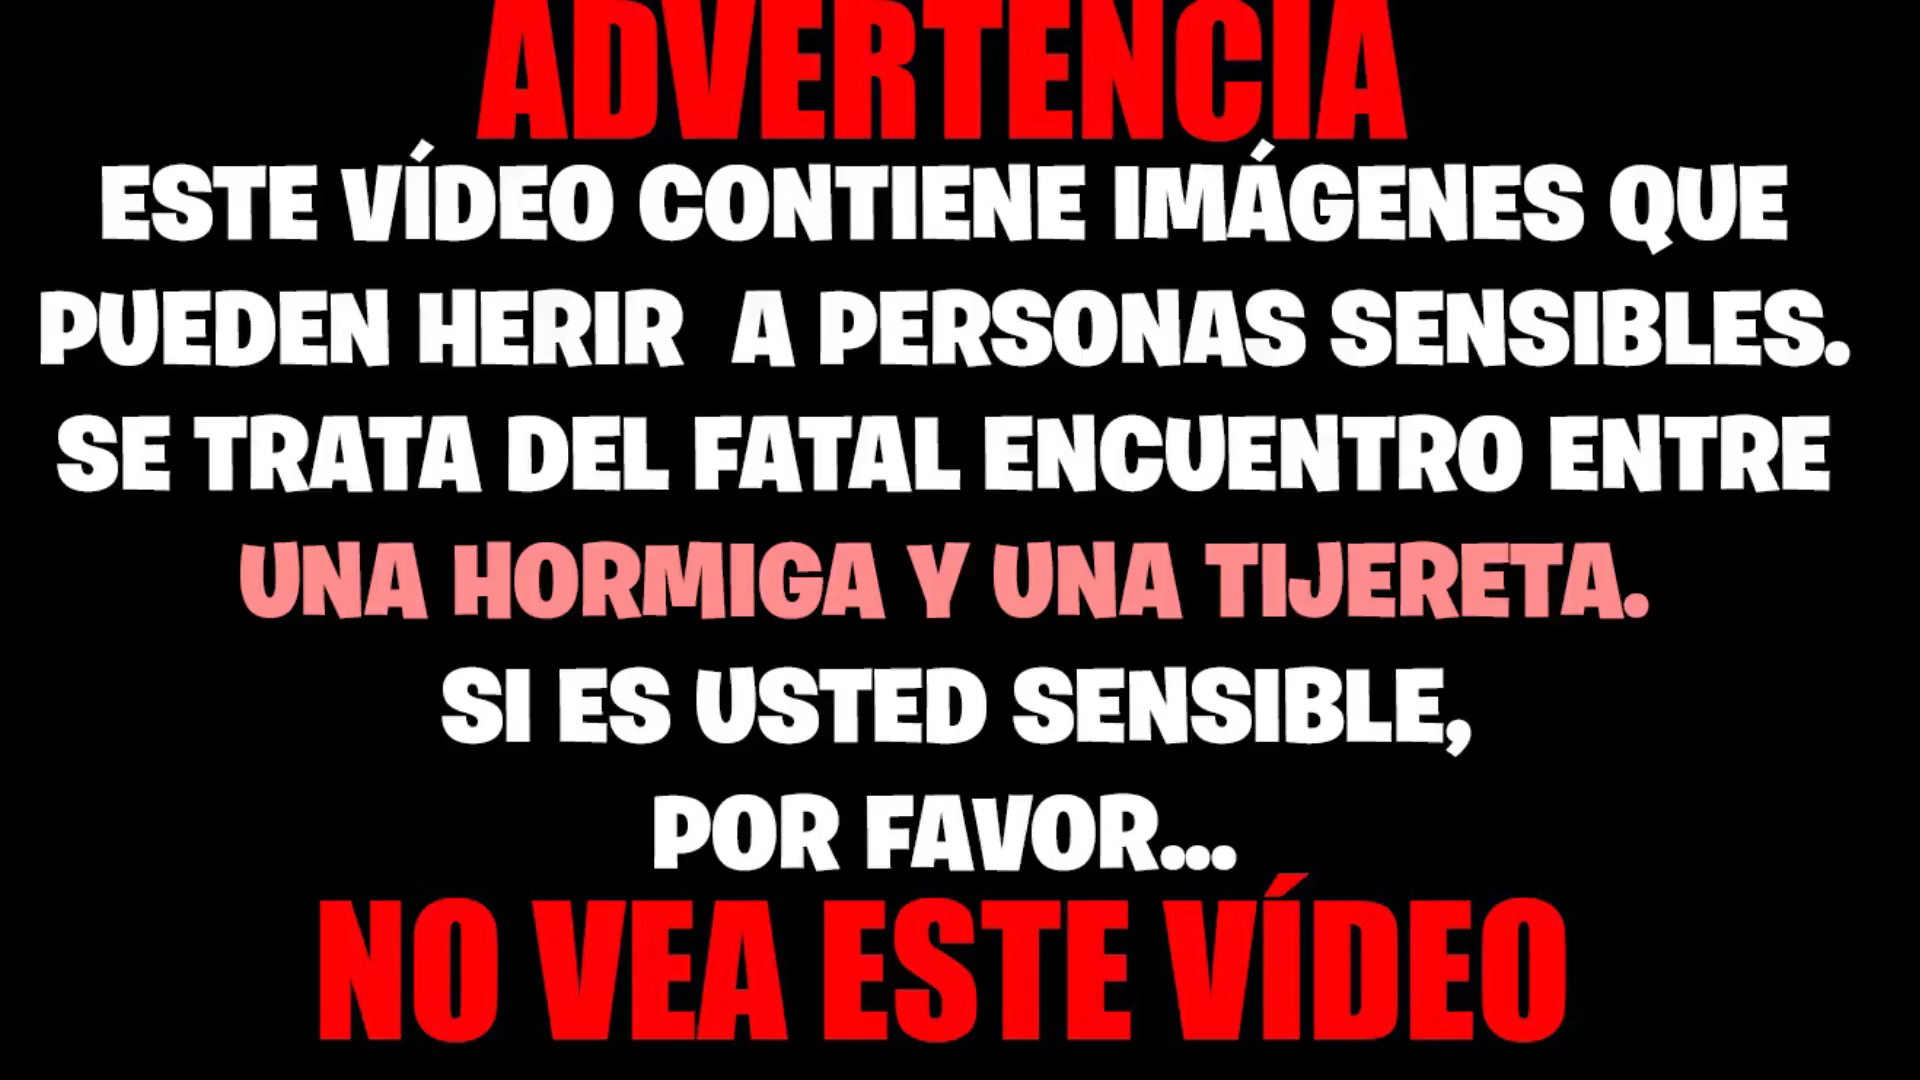 ADVERTENCIA
ESTE VÍDEO CONTIENE IMÁGENES QUE
PUEDEN HERIR A PERSONAS SENSIBLES.
SE TRATA DEL FATAL ENCUENTRO ENTRE
UNA HORMIGA Y UNA TIJERETA.
SI ES USTED SENSIBLE,
POR FAVOR...
NO VEA ESTE VÍDEO